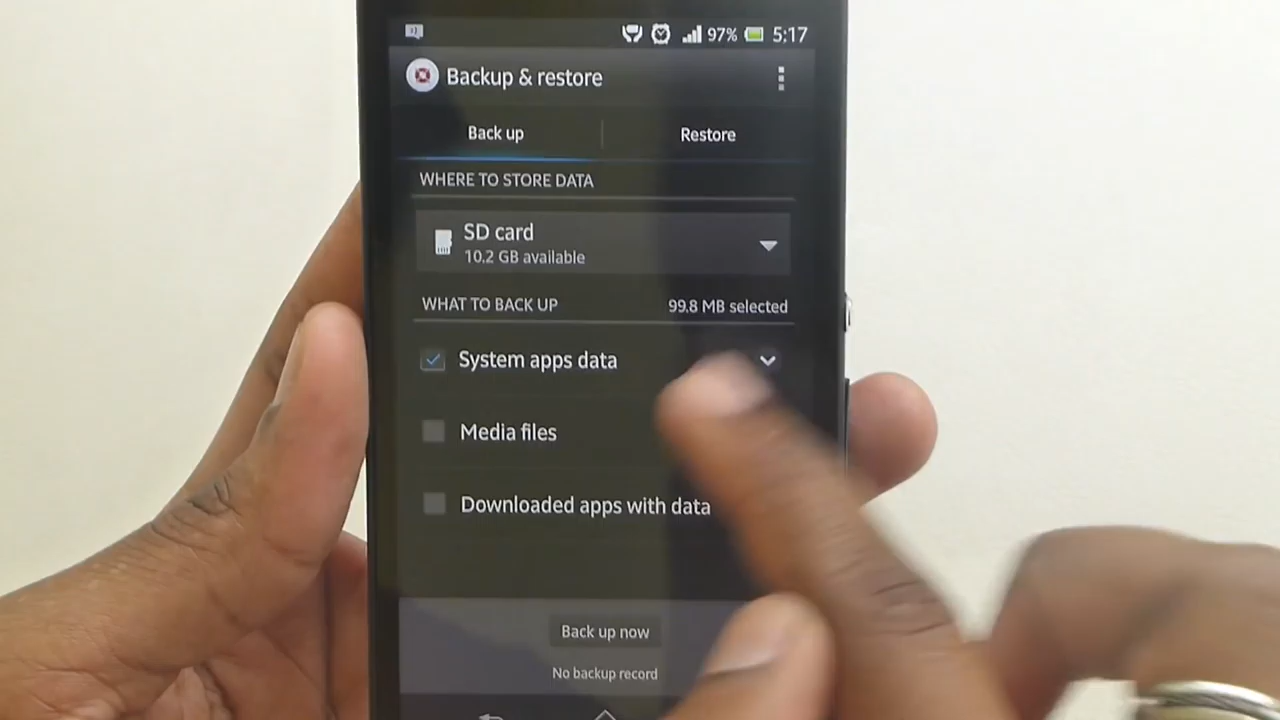 97% 5:17
Backup & restore
Back up Restore
WHERE TO STORE DATA
SD card
10.2 GB available
WHAT TO BACK UP 99.8 MB selected
System apps data
Media files
Downloaded apps with data
Back up now
No backup record